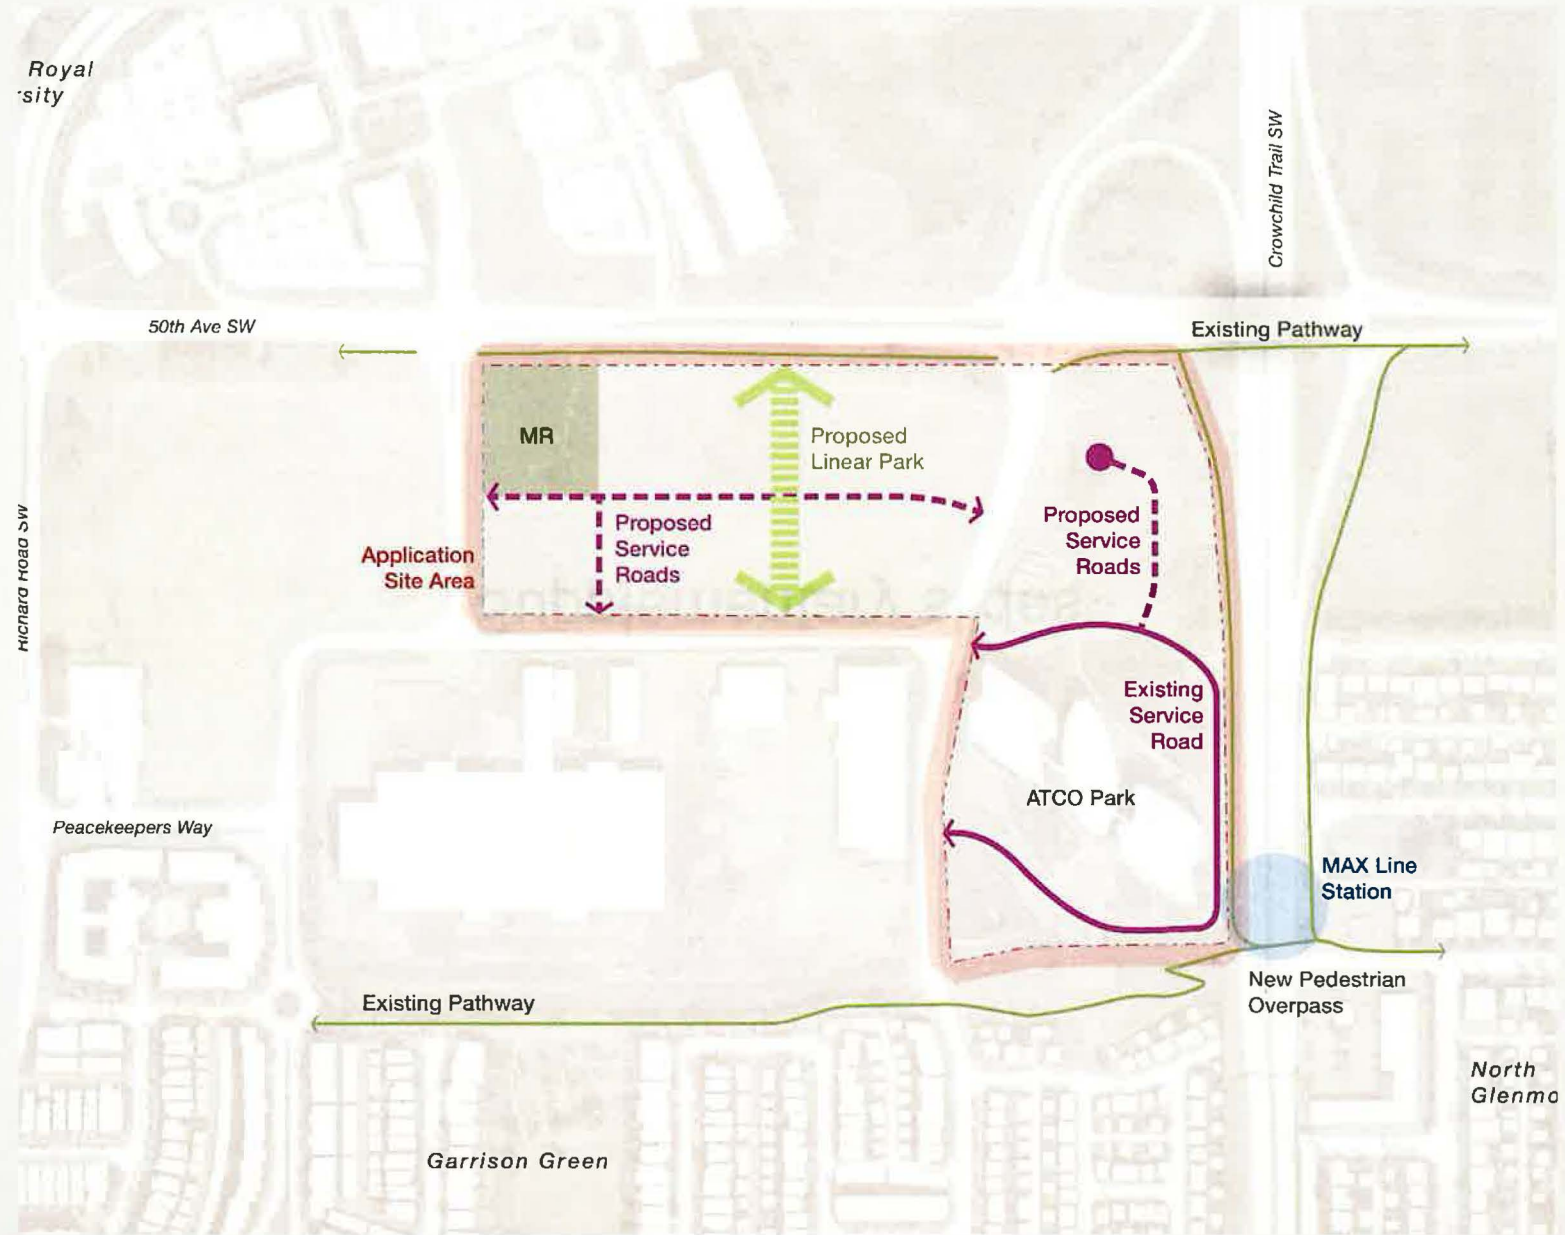 Royal
sity
Crowchild Trail SW
50th Ave SW
Existing Pathway
MR
Proposed
Linear Park
Proposed
Service
Roads
Proposed
Service
Roads
Application
Site Area
Richard Road SW
Existing
Service
Road
ATCO Park
Peacekeepers Way
MAX Line
Station
New Pedestrian
Overpass
Existing Pathway
North
Glenmo
Garrison Green